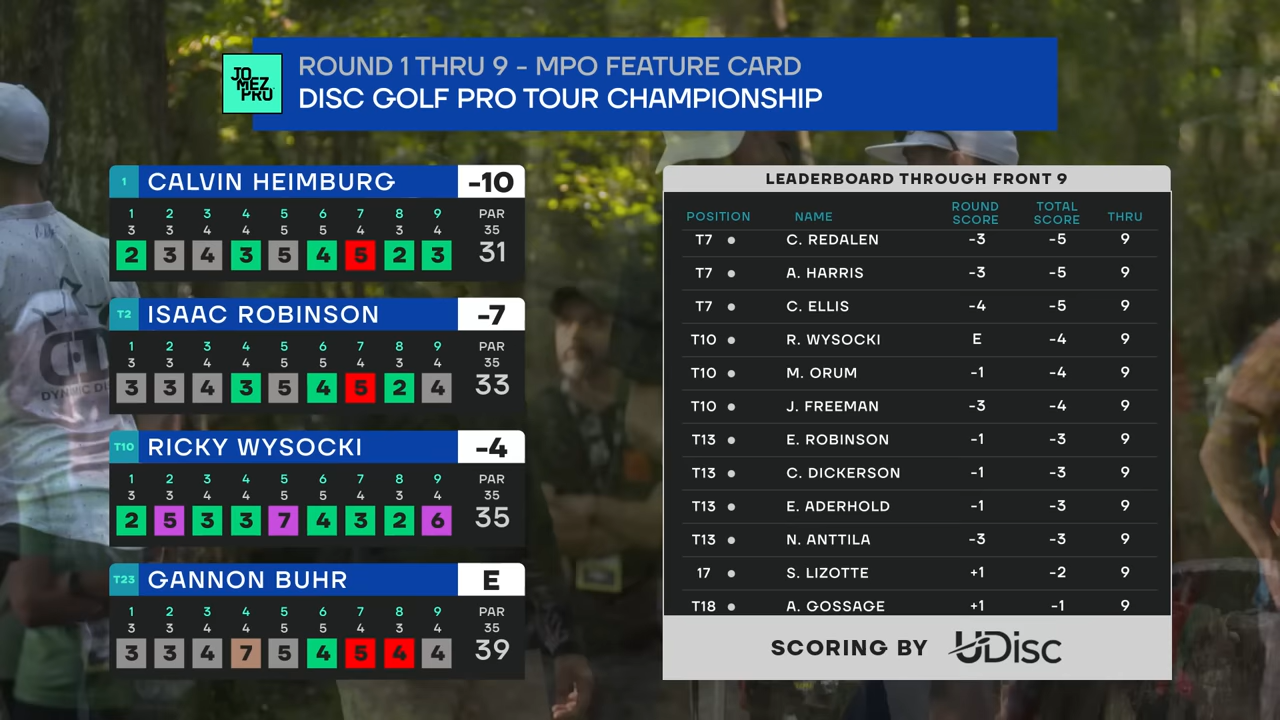 JO
MEZ
PRO
ROUND 1 THRU 9 - MPO FEATURE CARD
DISC GOLF PRO TOUR CHAMPIONSHIP
1 CALVIN HEIMBURG -10
1 2 3 4 5 6 7 8 9 PAR
3 3 4 4 5 5 4 3 4 35
2 3 4 3 5 4 5 2 3 31
T2 ISAAC ROBINSON -7
1 2 3 4 5 6 7 8 9 PAR
3 3 4 4 5 5 4 3 4 35
3 3 4 3 5 4 5 2 4 33
T10 RICKY WYSOCKI -4
1 2 3 4 5 6 7 8 9 PAR
3 3 4 4 5 5 4 3 4 35
2 5 3 3 7 4 3 2 6 35
T23 GANNON BUHR E
1 2 3 4 5 6 7 8 9 PAR
3 3 4 4 5 5 4 3 4 35
3 3 4 7 5 4 5 4 4 39
LEADERBOARD THROUGH FRONT 9
POSITION NAME ROUND SCORE TOTAL SCORE THRU
T7 C. REDALEN -3 -5 9
T7 A. HARRIS -3 -5 9
T7 C. ELLIS -4 -5 9
T10 R. WYSOCKI E -4 9
T10 M. ORUM -1 -4 9
T10 J. FREEMAN -3 -4 9
T13 E. ROBINSON -1 -3 9
T13 C. DICKERSON -1 -3 9
T13 E. ADERHOLD -1 -3 9
T13 N. ANTTILA -3 -3 9
17 S. LIZOTTE +1 -2 9
T18 A. GOSSAGE +1 -1 9
SCORING BY UDisc